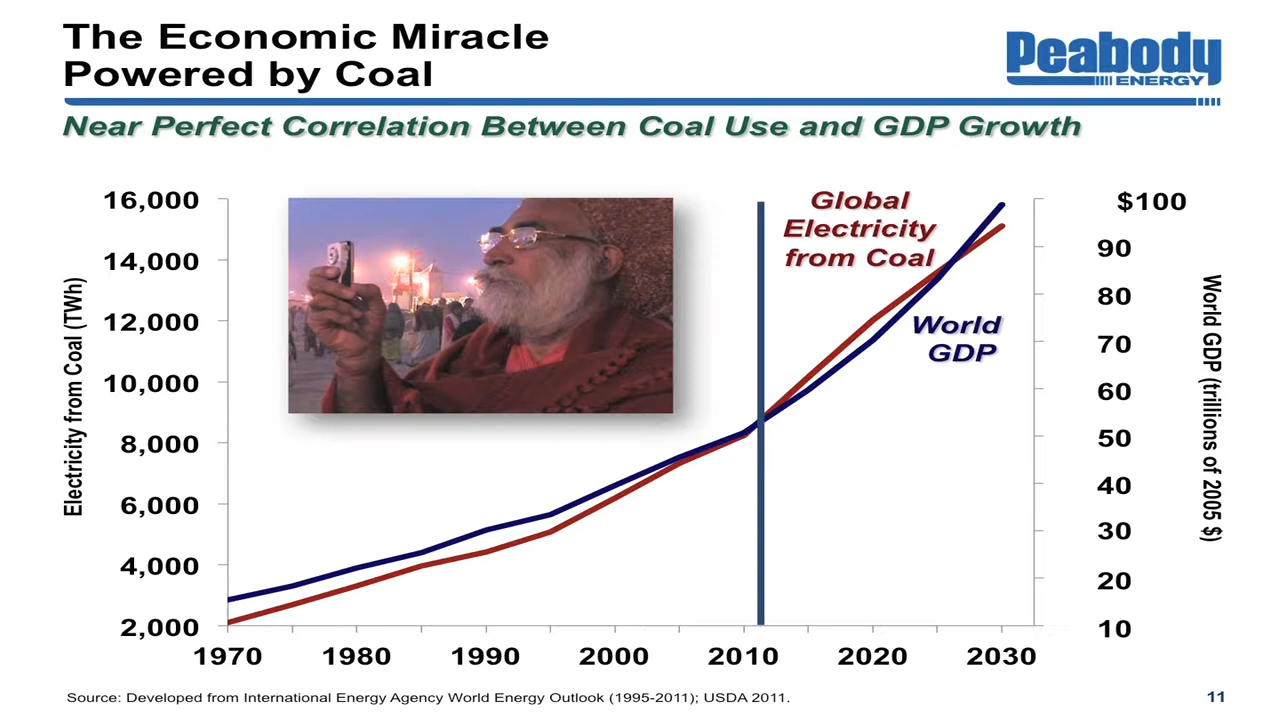 The Economic Miracle
Powered by Coal
Peabody
ENERGY
Near Perfect Correlation Between Coal Use and GDP Growth
Electricity from Coal (TWh)
16,000
14,000
12,000
10,000
8,000
6,000
4,000
2,000
Global
Electricity
from Coal
World
GDP
$100
90
80
70
60
50
40
30
20
10
World GDP (trillions of 2005 $)
1970 1980 1990 2000 2010 2020 2030
Source: Developed from International Energy Agency World Energy Outlook (1995-2011); USDA 2011.
11